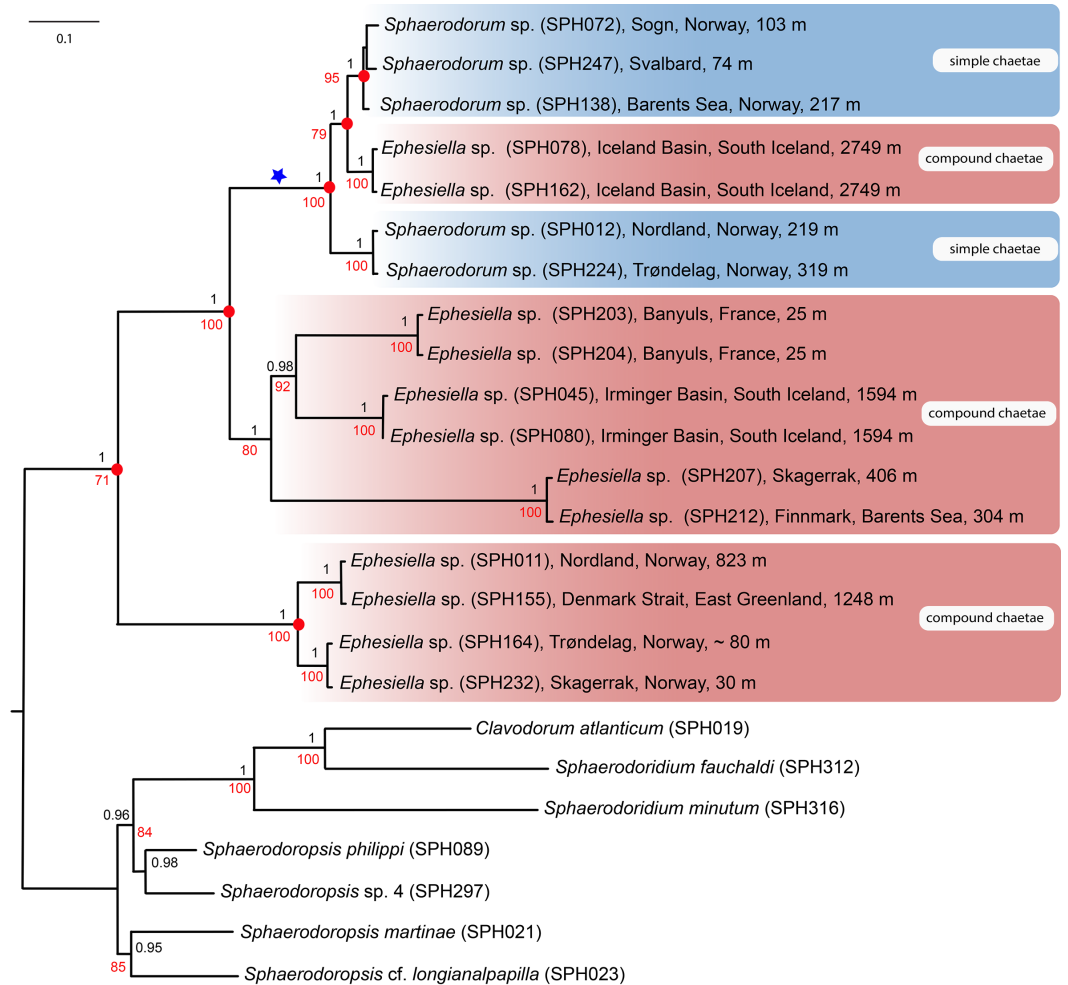 0.1
Sphaerodorum sp. (SPH072), Sogn, Norway, 103 m
1
Sphaerodorum sp. (SPH247), Svalbard, 74 m
simple chaetae
95
Sphaerodorum sp. (SPH138), Barents Sea, Norway, 217 m
1
79
Ephesiella sp. (SPH078), Iceland Basin, South Iceland, 2749 m
1
compound chaetae
100
Ephesiella sp. (SPH162), Iceland Basin, South Iceland, 2749 m
1
100
Sphaerodorum sp. (SPH012), Nordland, Norway, 219 m
1
simple chaetae
100
Sphaerodorum sp. (SPH224), Trøndelag, Norway, 319 m
1
100
Ephesiella sp. (SPH203), Banyuls, France, 25 m
1
100
Ephesiella sp. (SPH204), Banyuls, France, 25 m
0.98
92
Ephesiella sp. (SPH045), Irminger Basin, South Iceland, 1594 m
1
compound chaetae
100
Ephesiella sp. (SPH080), Irminger Basin, South Iceland, 1594 m
1
80
1
71
Ephesiella sp. (SPH207), Skagerrak, 406 m
1
100
Ephesiella sp. (SPH212), Finnmark, Barents Sea, 304 m
Ephesiella sp. (SPH011), Nordland, Norway, 823 m
1
100
Ephesiella sp. (SPH155), Denmark Strait, East Greenland, 1248 m
1
compound chaetae
100
Ephesiella sp. (SPH164), Trøndelag, Norway, ~ 80 m
1
100
Ephesiella sp. (SPH232), Skagerrak, Norway, 30 m
Clavodorum atlanticum (SPH019)
1
100
Sphaerodoridium fauchaldi (SPH312)
1
100
Sphaerodoridium minutum (SPH316)
0.96
84
Sphaerodoropsis philippi (SPH089)
0.98
Sphaerodoropsis sp. 4 (SPH297)
Sphaerodoropsis martinae (SPH021)
0.95
85
Sphaerodoropsis cf. longianalpapilla (SPH023)